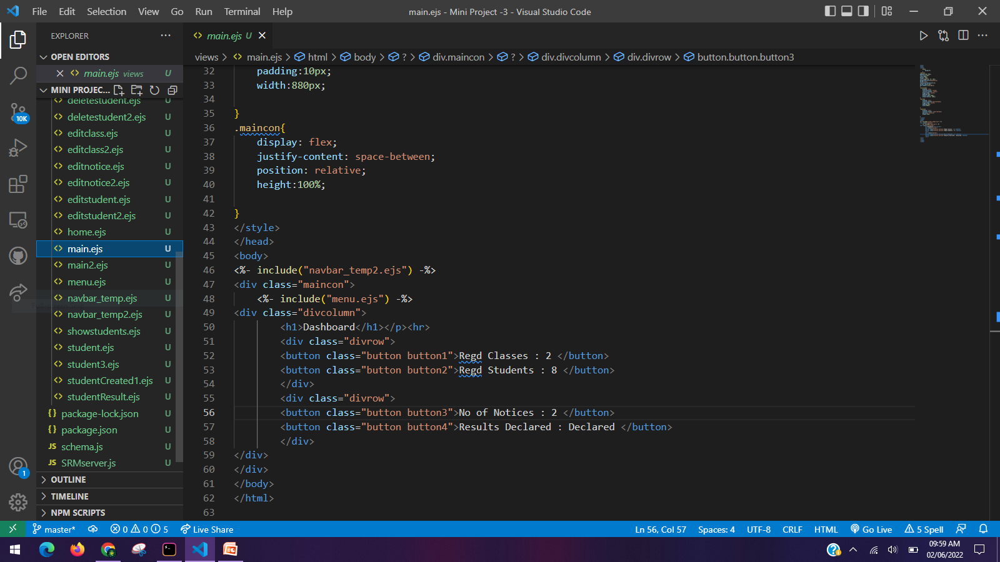 File Edit Selection View Go Run Terminal Help
main.ejs - Mini Project -3 - Visual Studio Code
EXPLORER
OPEN EDITORS
main.ejs views U
MINI PROJEC...
deletestudent.ejs U
deletestudent2.ejs U
editclass.ejs U
editclass2.ejs U
editnotice.ejs U
editnotice2.ejs U
editstudent.ejs U
editstudent2.ejs U
home.ejs U
main.ejs U
main2.ejs U
menu.ejs U
navbar_temp.ejs U
navbar_temp2.ejs U
showstudents.ejs U
student.ejs U
student3.ejs U
studentCreated1.ejs U
studentResult.ejs U
{} package-lock.json U
{} package.json U
JS schema.js U
JS SRMserver.js U
OUTLINE
TIMELINE
NPM SCRIPTS
10K
1
main.ejs U
views > main.ejs > html > body > ? > div.maincon > ? > div.divcolumn > div.divrow > button.button.button3
32 padding:10px;
33 width:880px;
34
35 }
36 .maincon{
37 display: flex;
38 justify-content: space-between;
39 position: relative;
40 height:100%;
41
42 }
43 </style>
44 </head>
45 <body>
46 <%- include("navbar_temp2.ejs") -%>
47 <div class="maincon">
48 <%- include("menu.ejs") -%>
49 <div class="divcolumn">
50 <h1>Dashboard</h1></p><hr>
51 <div class="divrow">
52 <button class="button button1">Regd Classes : 2 </button>
53 <button class="button button2">Regd Students : 8 </button>
54 </div>
55 <div class="divrow">
56 <button class="button button3">No of Notices : 2 </button>
57 <button class="button button4">Results Declared : Declared </button>
58 </div>
59 </div>
60 </div>
61 </body>
62 </html>
63
master* 0 0 5 Live Share
Ln 56, Col 57 Spaces: 4 UTF-8 CRLF HTML Go Live 5 Spell
09:59 AM
02/06/2022